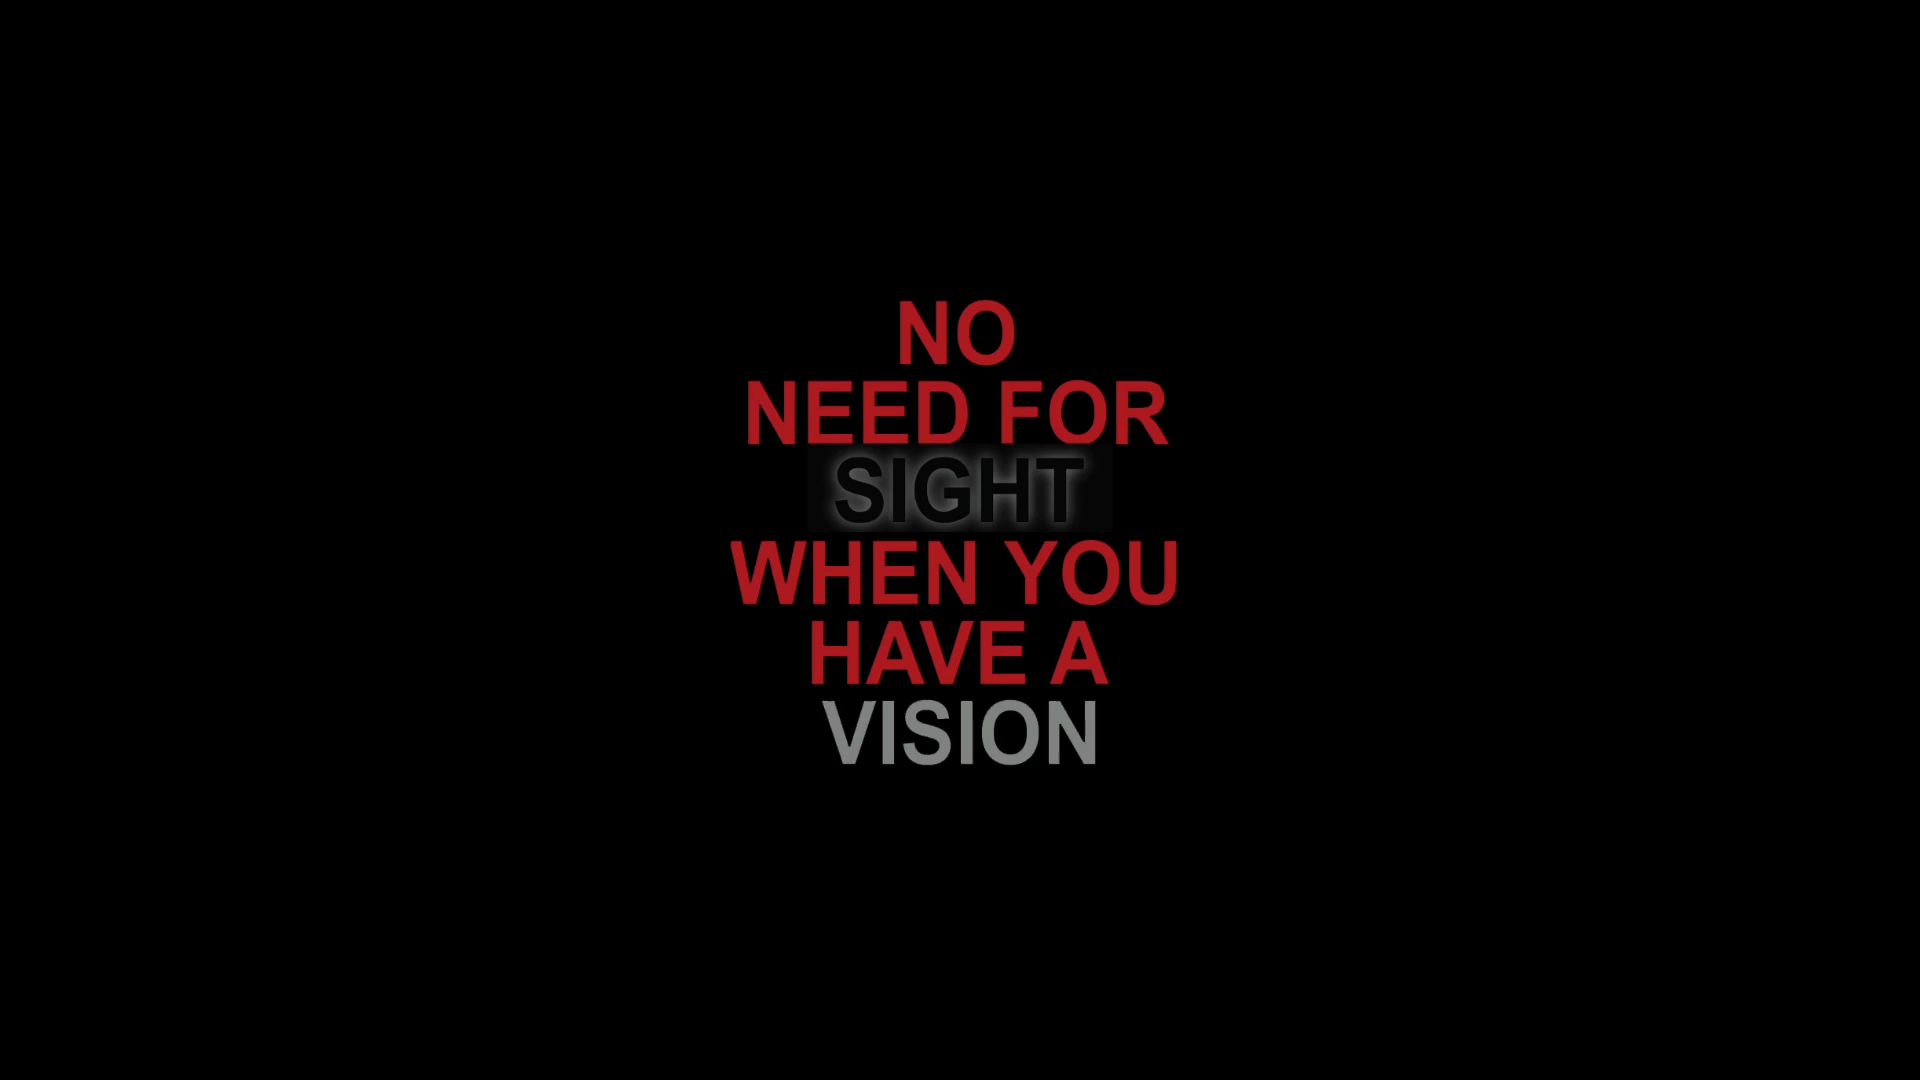 NO
NEED FOR
SIGHT
WHEN YOU
HAVE A
VISION